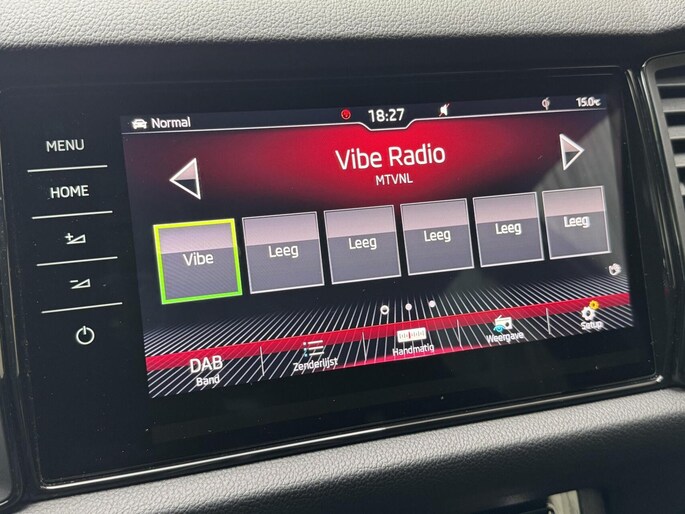 MENU
HOME
Normal
18:27
15.0°C
Vibe Radio
MTVNL
Vibe
Leeg
Leeg
Leeg
Leeg
Leeg
DAB
Band
Zenderlijst
Handmatig
Weergave
Setup